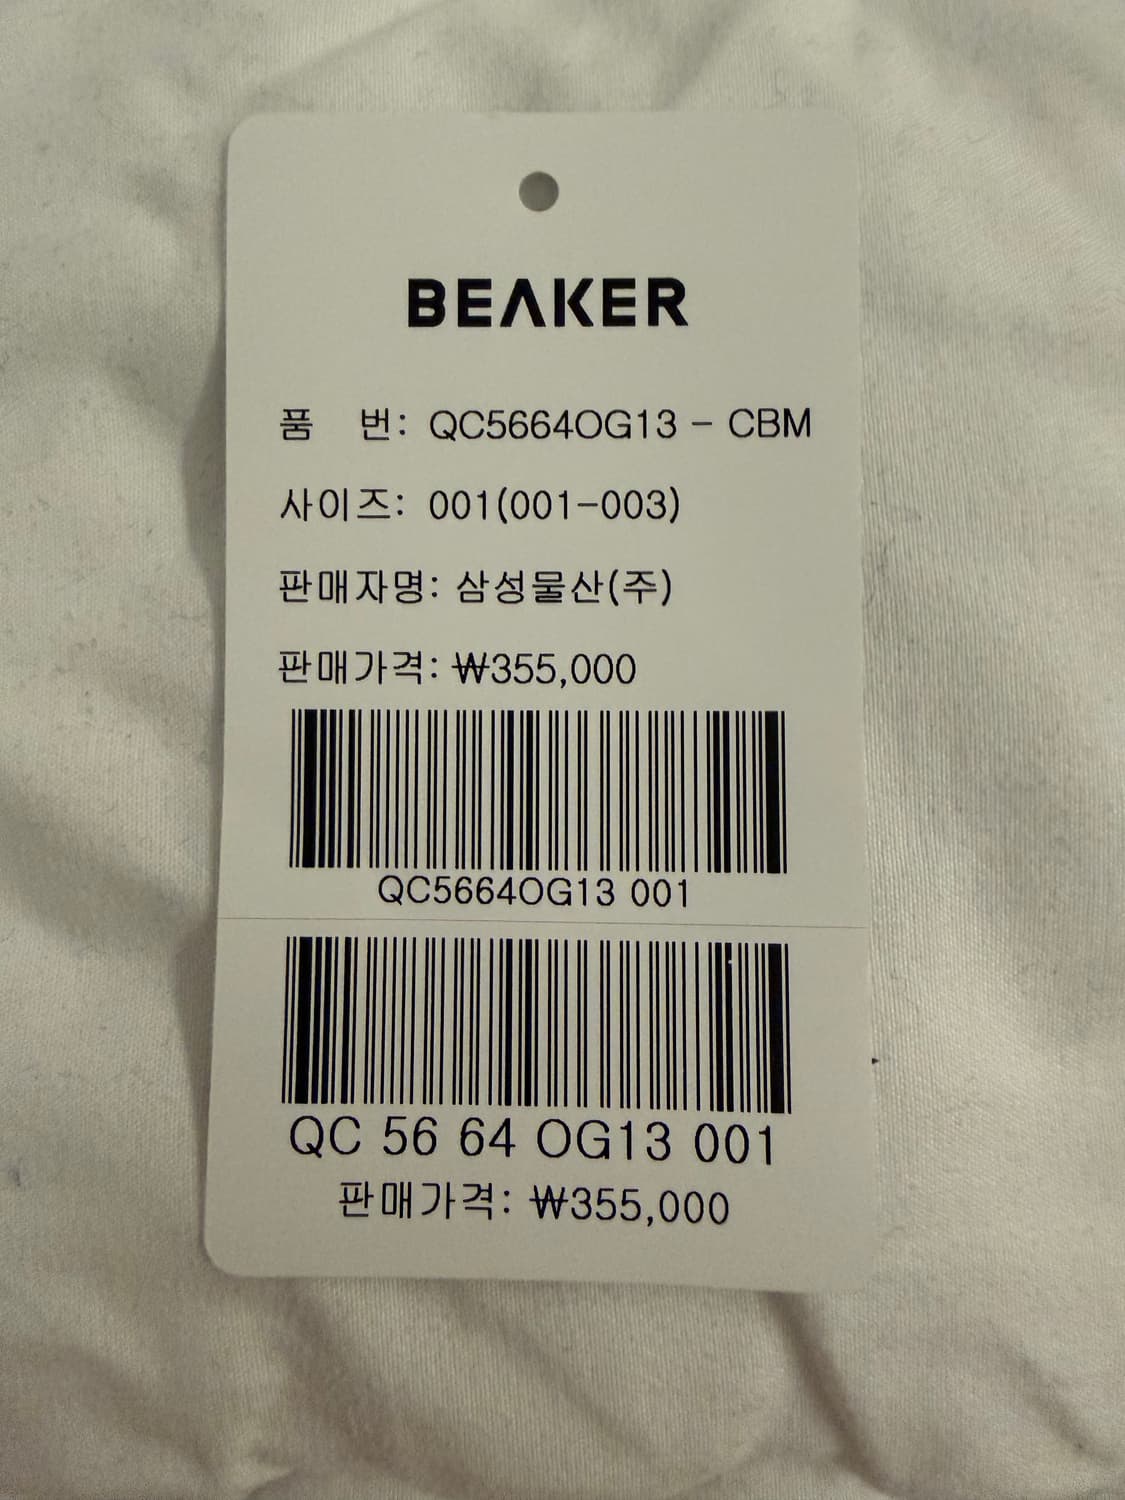 BEAKER
품 번: QC5664OG13 - CBM
사이즈: 001(001-003)
판매자명: 삼성물산(주)
판매가격: ₩355,000
QC5664OG13 001
QC 56 64 OG13 001
판매가격: ₩355,000